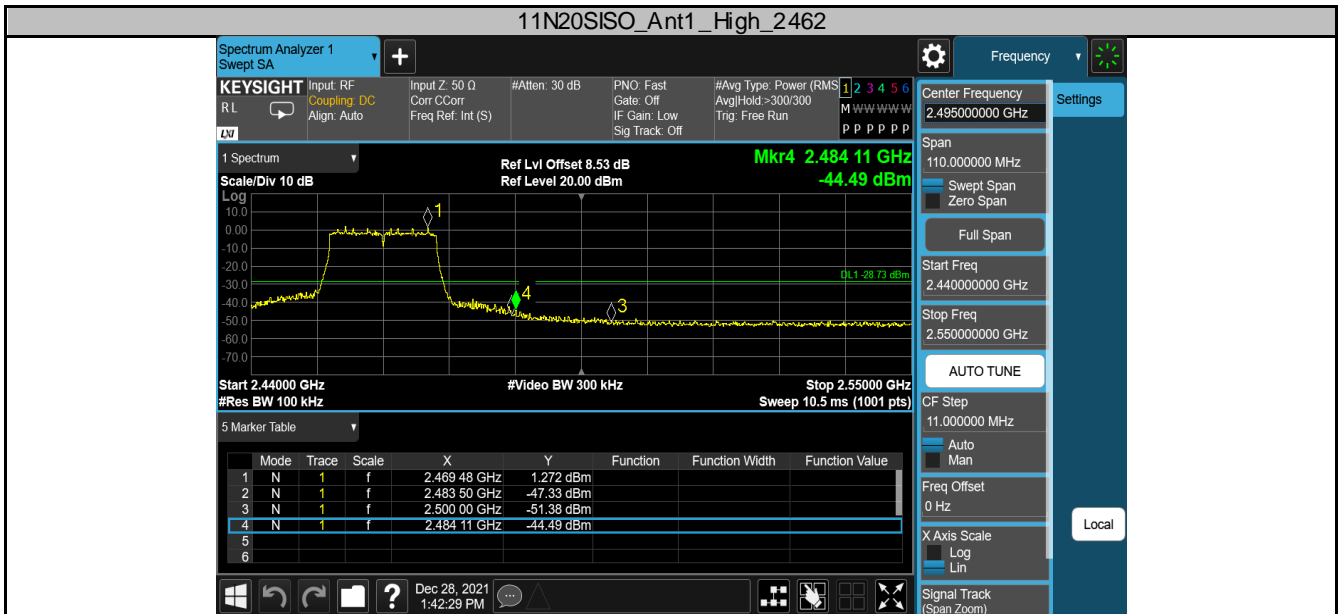 11N20SISO_Ant1_High_2462
Spectrum Analyzer 1
Swept SA
+
Frequency
KEYSIGHT
RL
LXI
Input: RF
Coupling: DC
Align: Auto
Input Z: 50 Ω
Corr CCorr
Freq Ref: Int (S)
#Atten: 30 dB
PNO: Fast
Gate: Off
IF Gain: Low
Sig Track: Off
#Avg Type: Power (RMS
Avg|Hold:>300/300
Trig: Free Run
1 2 3 4 5 6
M W W W W W
P P P P P P
1 Spectrum
Scale/Div 10 dB
Ref Lvl Offset 8.53 dB
Ref Level 20.00 dBm
Mkr4 2.484 11 GHz
-44.49 dBm
Log
10.0
0.00
-10.0
-20.0
-30.0
-40.0
-50.0
-60.0
-70.0
1
4
3
DL1 -28.73 dBm
Start 2.44000 GHz
#Res BW 100 kHz
#Video BW 300 kHz
Stop 2.55000 GHz
Sweep 10.5 ms (1001 pts)
5 Marker Table
Mode Trace Scale X Y Function Function Width Function Value
1 N 1 f 2.469 48 GHz 1.272 dBm
2 N 1 f 2.483 50 GHz -47.33 dBm
3 N 1 f 2.500 00 GHz -51.38 dBm
4 N 1 f 2.484 11 GHz -44.49 dBm
5
6
?
Dec 28, 2021
1:42:29 PM
Center Frequency
2.495000000 GHz
Settings
Span
110.000000 MHz
Swept Span
Zero Span
Full Span
Start Freq
2.440000000 GHz
Stop Freq
2.550000000 GHz
AUTO TUNE
CF Step
11.000000 MHz
Auto
Man
Freq Offset
0 Hz
X Axis Scale
Log
Lin
Local
Signal Track
(Span Zoom)